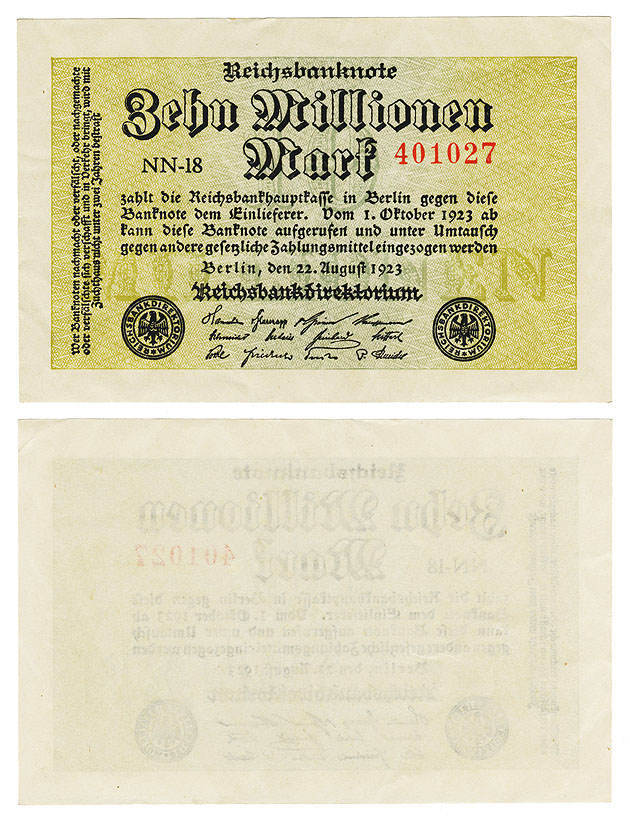 Reichsbanknote
Zehn Millionen
Mark
NN-18
401027
zahlt die Reichsbankhauptkasse in Berlin gegen diese
Banknote dem Einlieferer. Vom 1. Oktober 1923 ab
kann diese Banknote aufgerufen und unter Umtausch
gegen andere gesetzliche Zahlungsmittel eingezogen werden
Berlin, den 22. August 1923
Reichsbankdirektorium
REICHSBANKDIREKTORIUM
REICHSBANKDIREKTORIUM
Wer Banknoten nachmacht oder verfälscht, oder nachgemachte
oder verfälschte sich verschafft und in Verkehr bringt, wird mit
Zuchthaus nicht unter zwei Jahren bestraft